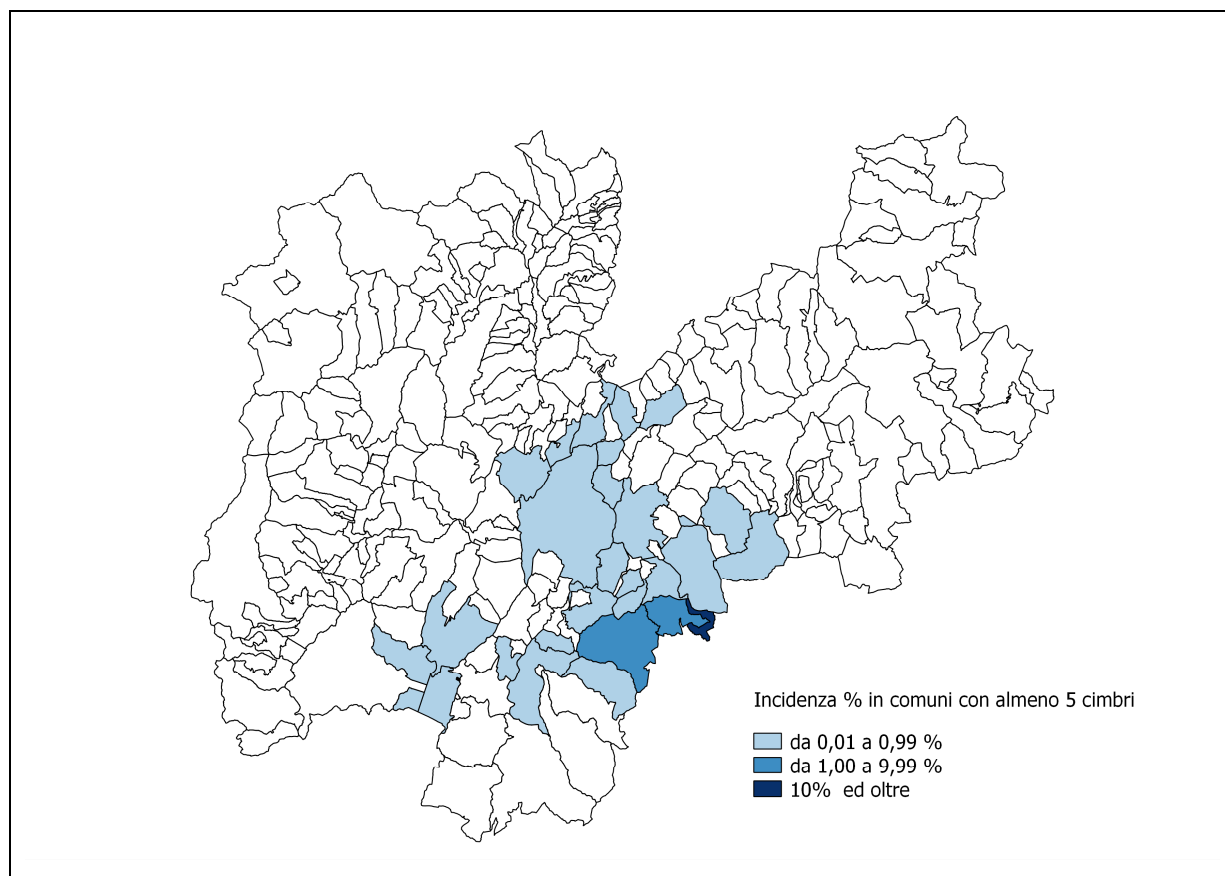 Incidenza % in comuni con almeno 5 cimbri
da 0,01 a 0,99 %
da 1,00 a 9,99 %
10% ed oltre